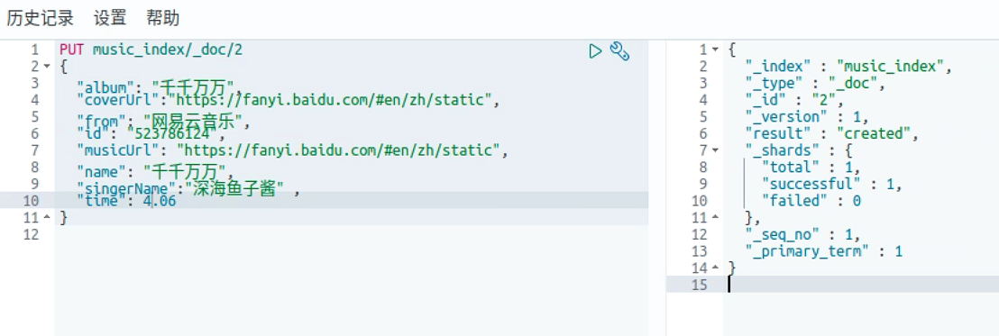 历史记录 设置 帮助
1 PUT music_index/_doc/2
2 {
3 "album": "千千万万",
4 "coverUrl":"https://fanyi.baidu.com/#en/zh/static",
5 "from": "网易云音乐",
6 "id": "523786124",
7 "musicUrl": "https://fanyi.baidu.com/#en/zh/static",
8 "name": "千千万万",
9 "singerName":"深海鱼子酱" ,
10 "time": 4.06
11 }
12
1 {
2 "_index" : "music_index",
3 "_type" : "_doc",
4 "_id" : "2",
5 "_version" : 1,
6 "result" : "created",
7 "_shards" : {
8 "total" : 1,
9 "successful" : 1,
10 "failed" : 0
11 },
12 "_seq_no" : 1,
13 "_primary_term" : 1
14 }
15